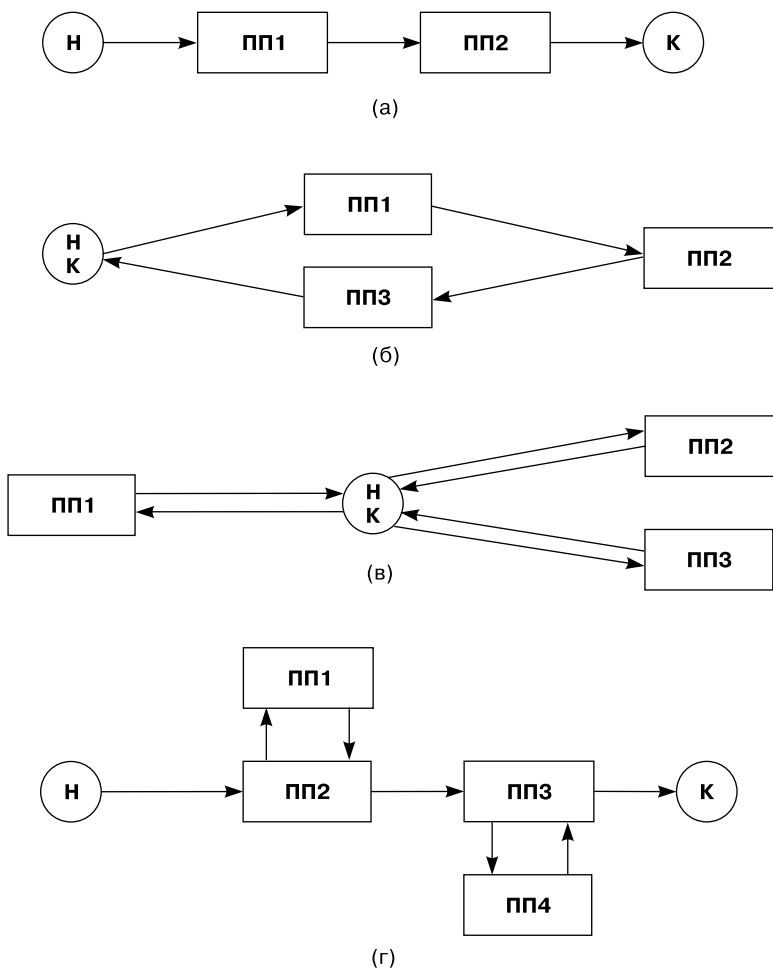 Н ПП1 ПП2 К
(а)
ПП1
Н
К
ПП2
ПП3
(б)
ПП2
ПП1
Н
К
ПП3
(в)
ПП1
Н ПП2 ПП3 К
ПП4
(г)